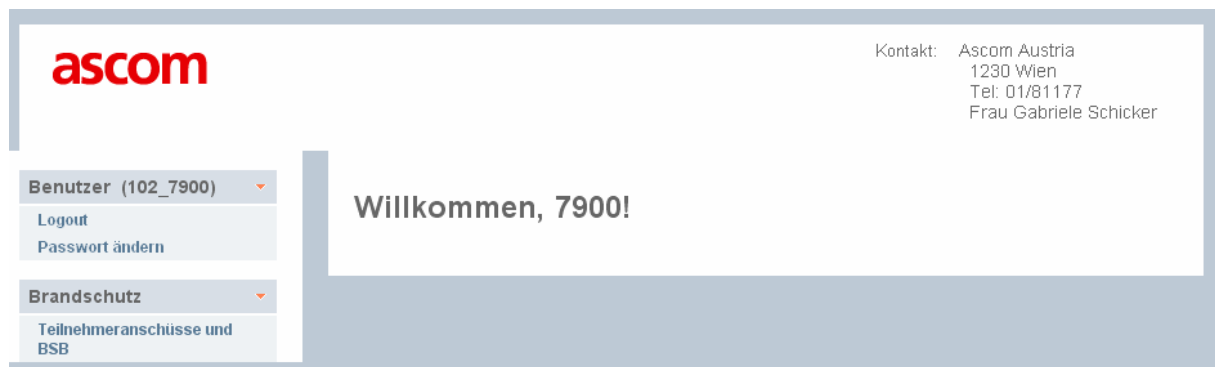 ascom
Kontakt: Ascom Austria
1230 Wien
Tel: 01/81177
Frau Gabriele Schicker
Benutzer (102_7900)
Logout
Passwort ändern
Willkommen, 7900!
Brandschutz
Teilnehmeranschüsse und
BSB